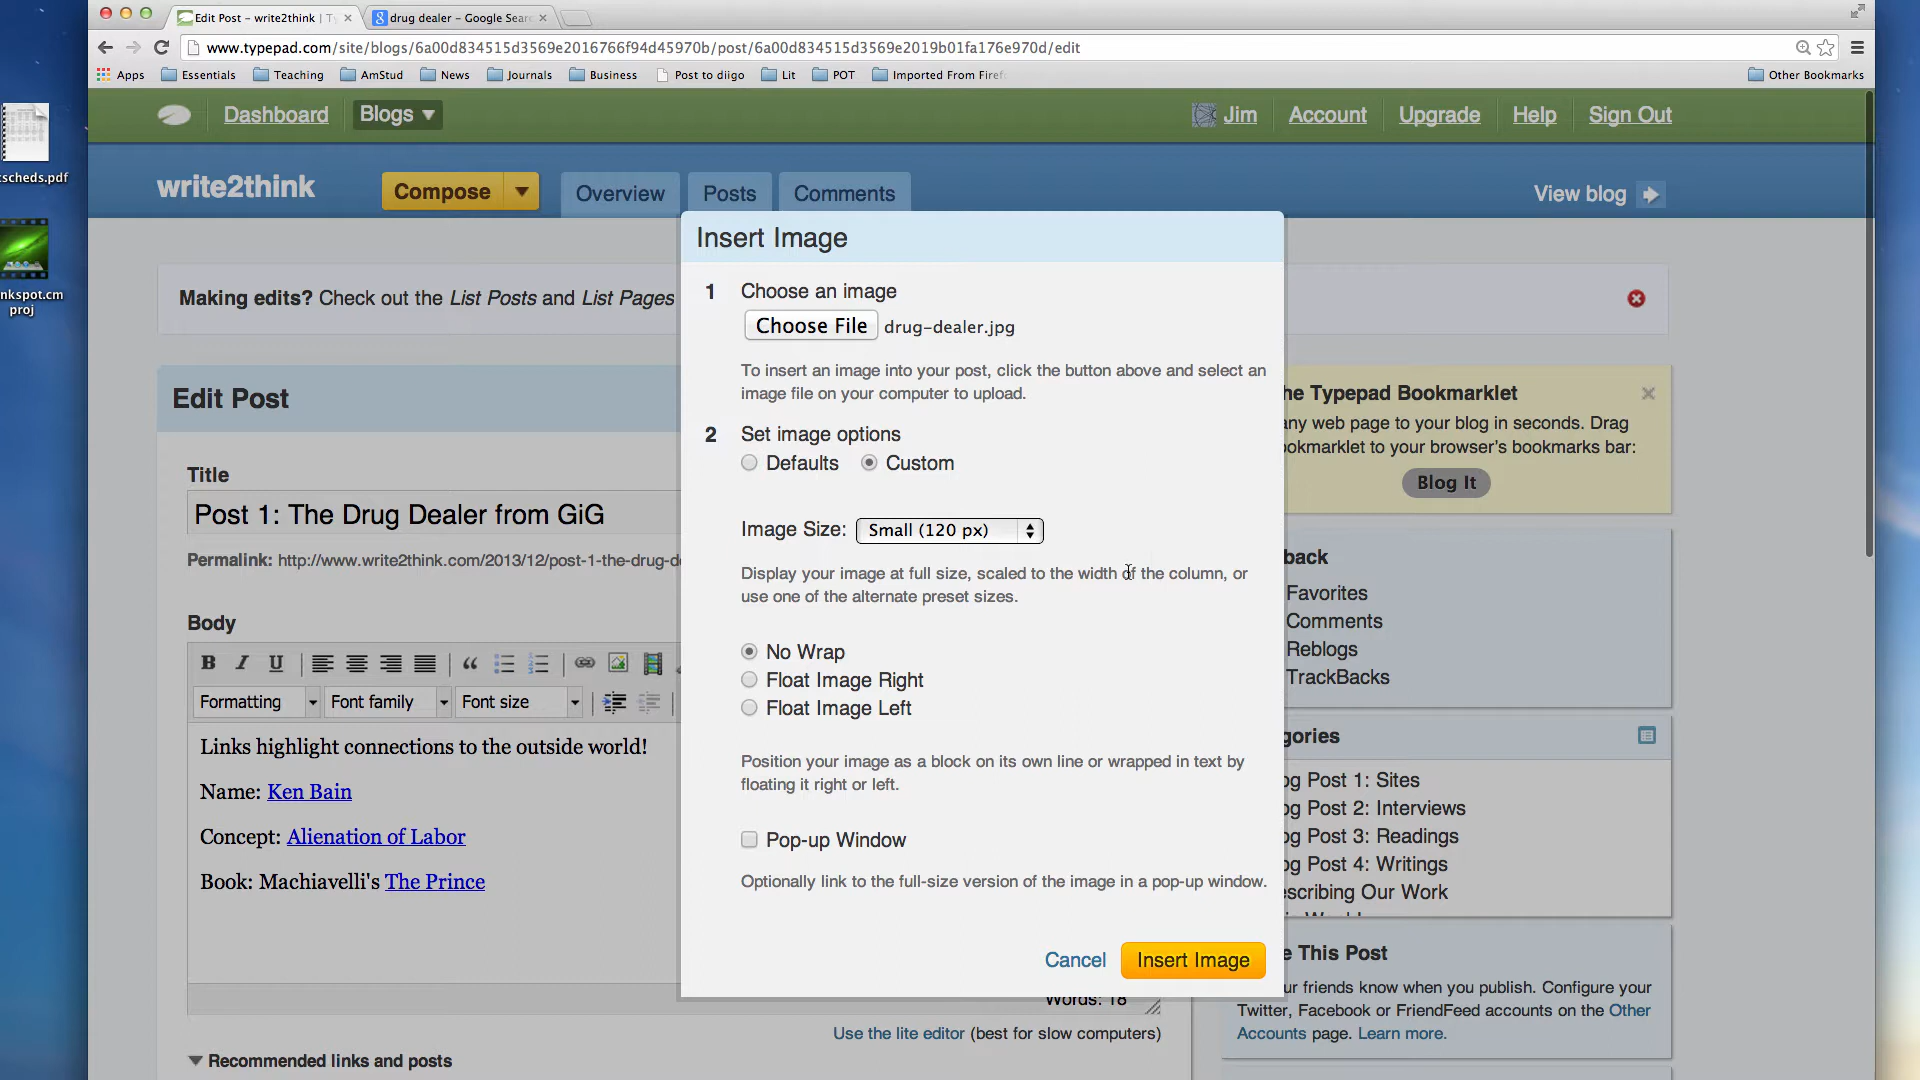 Edit Post - write2think | T
drug dealer - Google Sear
www.typepad.com/site/blogs/6a00d834515d3569e2016766f94d45970b/post/6a00d834515d3569e2019b01fa176e970d/edit
Apps Essentials Teaching AmStud News Journals Business Post to diigo Lit POT Imported From Firef Other Bookmarks
Dashboard Blogs Jim Account Upgrade Help Sign Out
write2think Compose Overview Posts Comments View blog
scheds.pdf
nkspot.cm
proj
Making edits? Check out the List Posts and List Pages
Edit Post
Title
Post 1: The Drug Dealer from GiG
Permalink: http://www.write2think.com/2013/12/post-1-the-drug-de
Body
B I U
Formatting Font family Font size
Links highlight connections to the outside world!
Name: Ken Bain
Concept: Alienation of Labor
Book: Machiavelli's The Prince
Words: 18
Use the lite editor (best for slow computers)
Recommended links and posts
Insert Image
1 Choose an image
Choose File drug-dealer.jpg
To insert an image into your post, click the button above and select an
image file on your computer to upload.
2 Set image options
Defaults Custom
Image Size: Small (120 px)
Display your image at full size, scaled to the width of the column, or
use one of the alternate preset sizes.
No Wrap
Float Image Right
Float Image Left
Position your image as a block on its own line or wrapped in text by
floating it right or left.
Pop-up Window
Optionally link to the full-size version of the image in a pop-up window.
Cancel Insert Image
he Typepad Bookmarklet
any web page to your blog in seconds. Drag
okmarklet to your browser's bookmarks bar:
Blog It
back
Favorites
Comments
Reblogs
TrackBacks
gories
og Post 1: Sites
og Post 2: Interviews
og Post 3: Readings
og Post 4: Writings
scribing Our Work
e This Post
ur friends know when you publish. Configure your
Twitter, Facebook or FriendFeed accounts on the Other
Accounts page. Learn more.